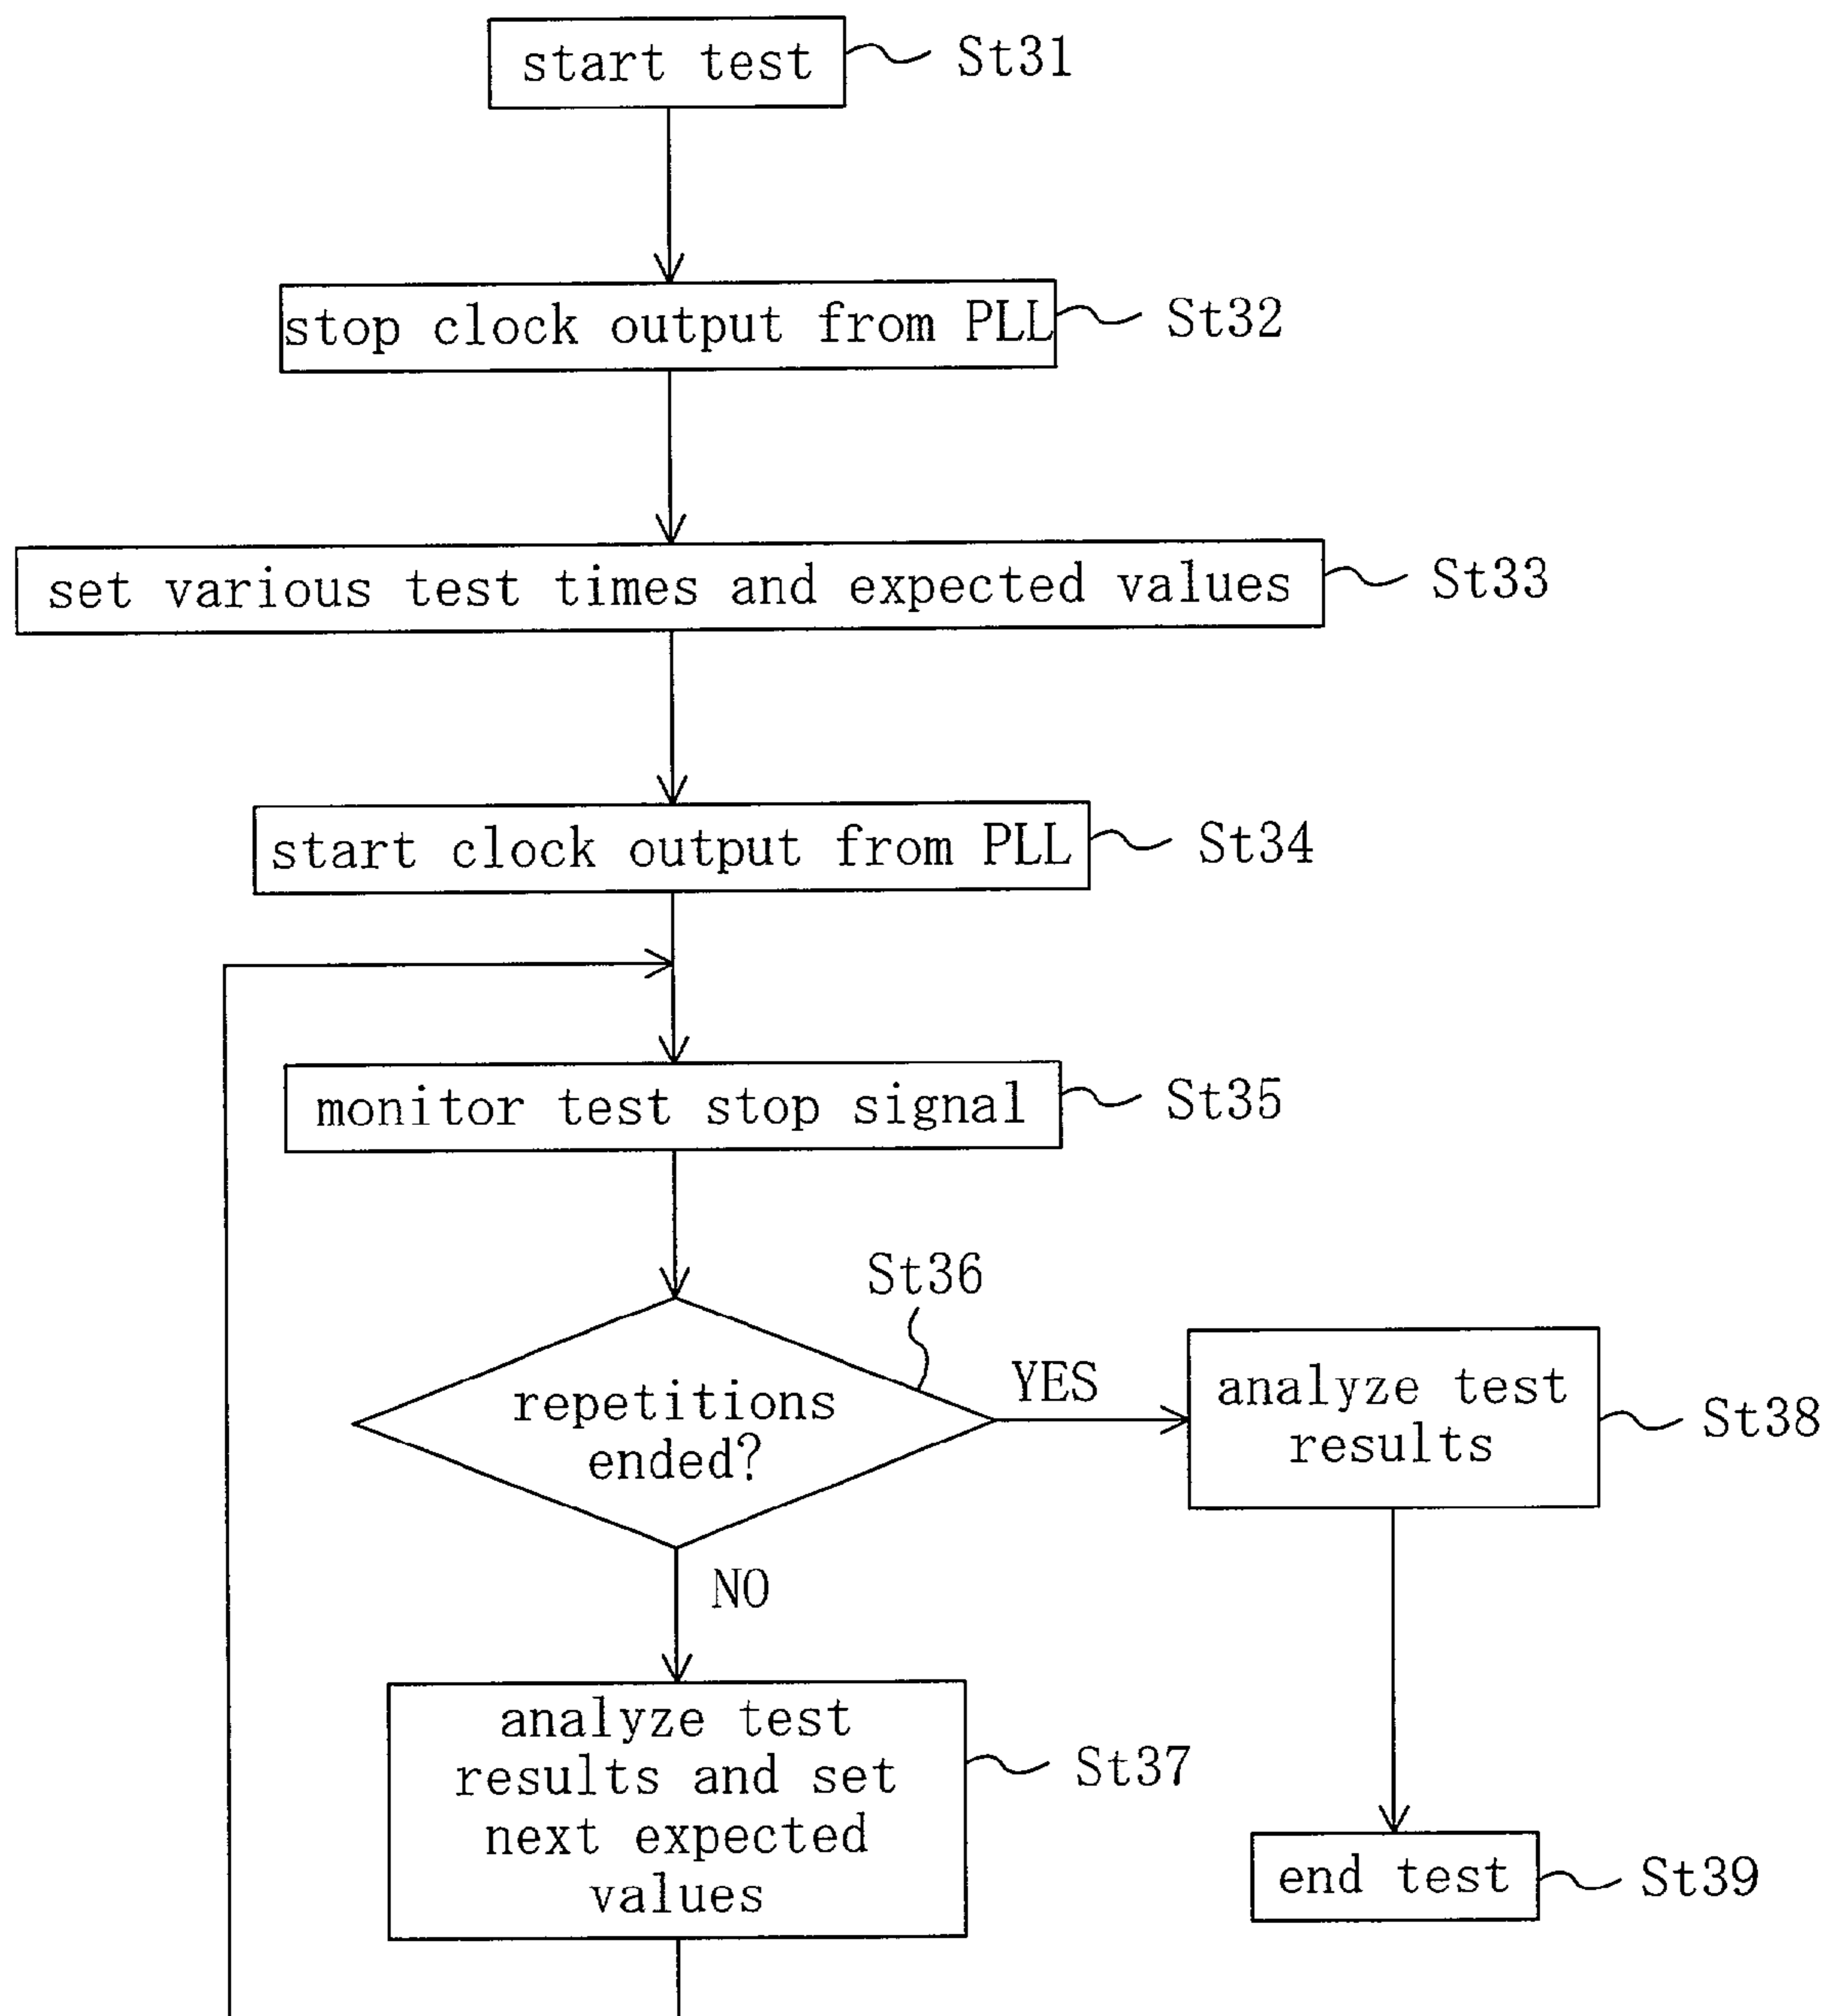 start test
St31
stop clock output from PLL
St32
set various test times and expected values
St33
start clock output from PLL
St34
monitor test stop signal
St35
St36
repetitions
ended?
YES
analyze test
results
St38
NO
analyze test
results and set
next expected
values
St37
end test
St39